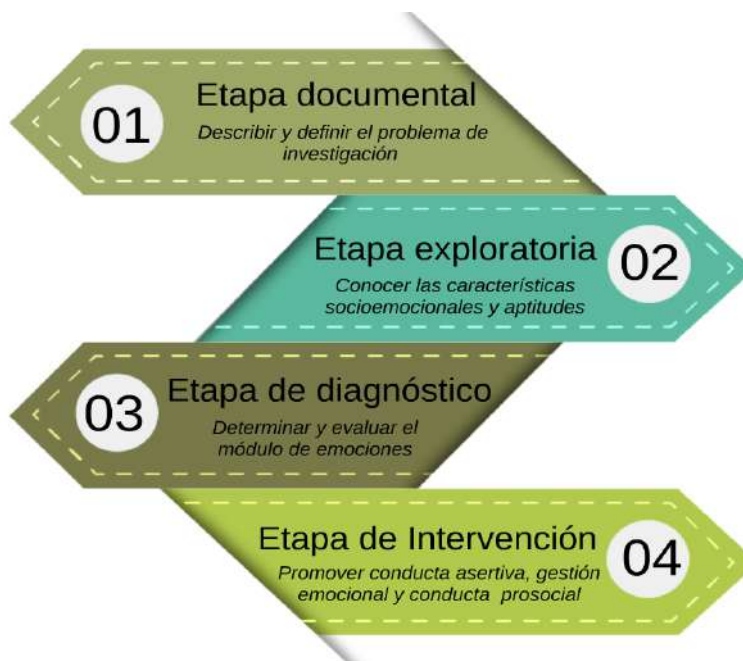 01
Etapa documental
Describir y definir el problema de
investigación
Etapa exploratoria
02
Conocer las características
socioemocionales y aptitudes
03
Etapa de diagnóstico
Determinar y evaluar el
módulo de emociones
Etapa de Intervención
04
Promover conducta asertiva, gestión
emocional y conducta prosocial